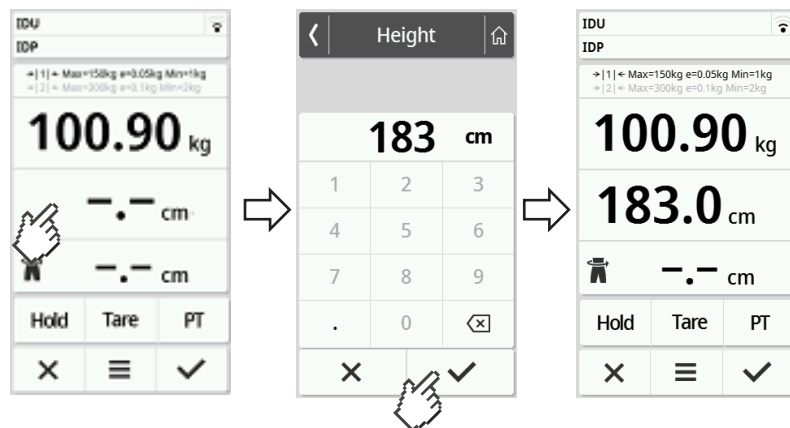 IDU
IDP
→|1|← Max=150kg e=0.05kg Min=1kg
→|2|← Max=300kg e=0.1kg Min=2kg
100.90 kg
-.- cm
-.- cm
Hold Tare PT
Height
183 cm
1 2 3
4 5 6
7 8 9
. 0
IDU
IDP
→|1|← Max=150kg e=0.05kg Min=1kg
→|2|← Max=300kg e=0.1kg Min=2kg
100.90 kg
183.0 cm
-.- cm
Hold Tare PT